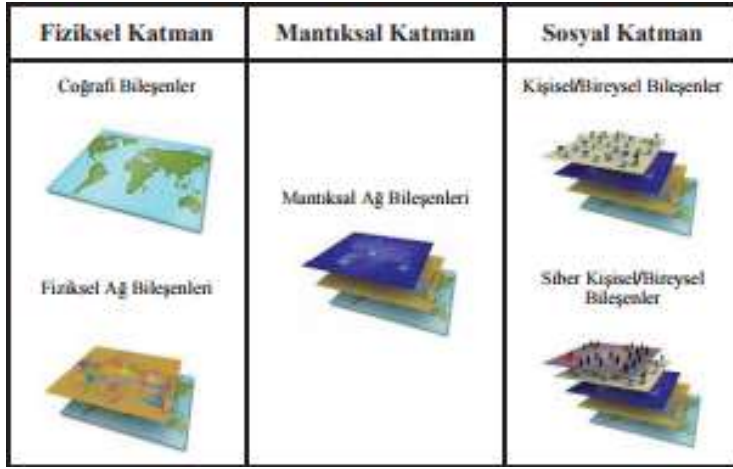 Fiziksel Katman
Mantıksal Katman
Sosyal Katman
Coğrafi Bileşenler
Fiziksel Ağ Bileşenleri
Mantıksal Ağ Bileşenleri
Kişisel/Bireysel Bileşenler
Siber Kişisel/Bireysel
Bileşenler